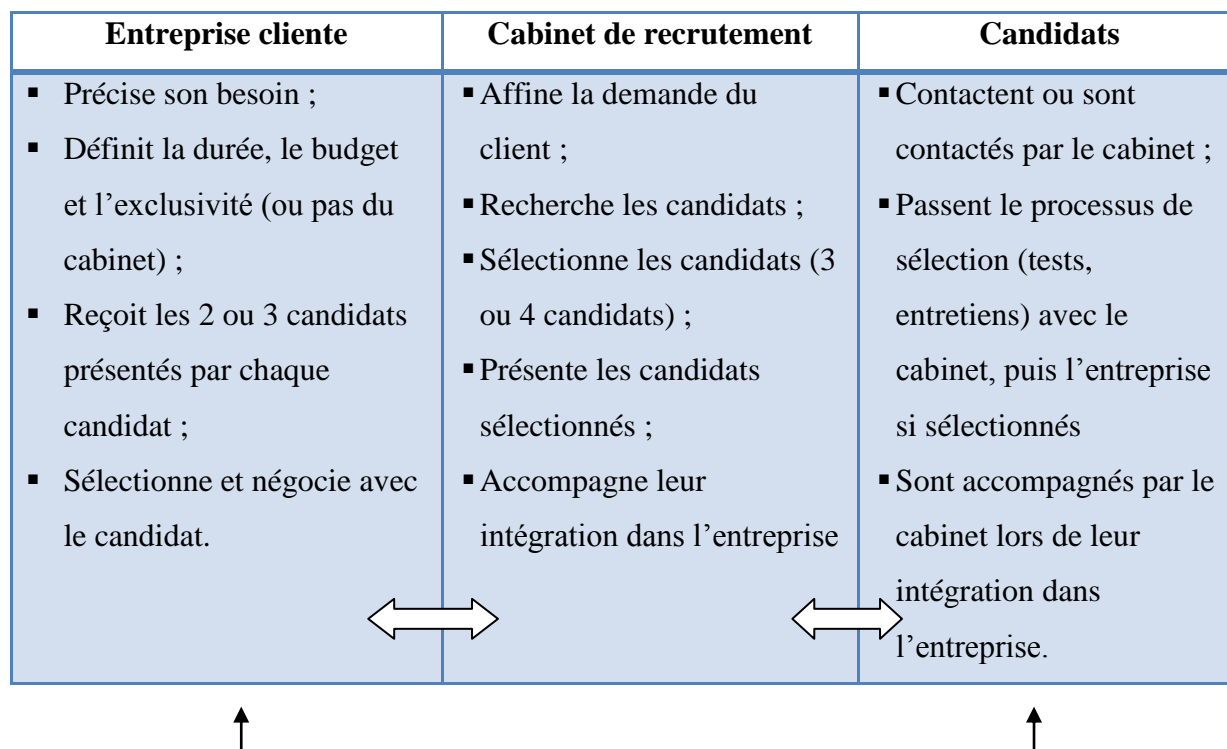 Entreprise cliente
Cabinet de recrutement
Candidats
▪ Précise son besoin ;
▪ Définit la durée, le budget
et l’exclusivité (ou pas du
cabinet) ;
▪ Reçoit les 2 ou 3 candidats
présentés par chaque
candidat ;
▪ Sélectionne et négocie avec
le candidat.
▪ Affine la demande du
client ;
▪ Recherche les candidats ;
▪ Sélectionne les candidats (3
ou 4 candidats) ;
▪ Présente les candidats
sélectionnés ;
▪ Accompagne leur
intégration dans l’entreprise
▪ Contactent ou sont
contactés par le cabinet ;
▪ Passent le processus de
sélection (tests,
entretiens) avec le
cabinet, puis l’entreprise
si sélectionnés
▪ Sont accompagnés par le
cabinet lors de leur
intégration dans
l’entreprise.